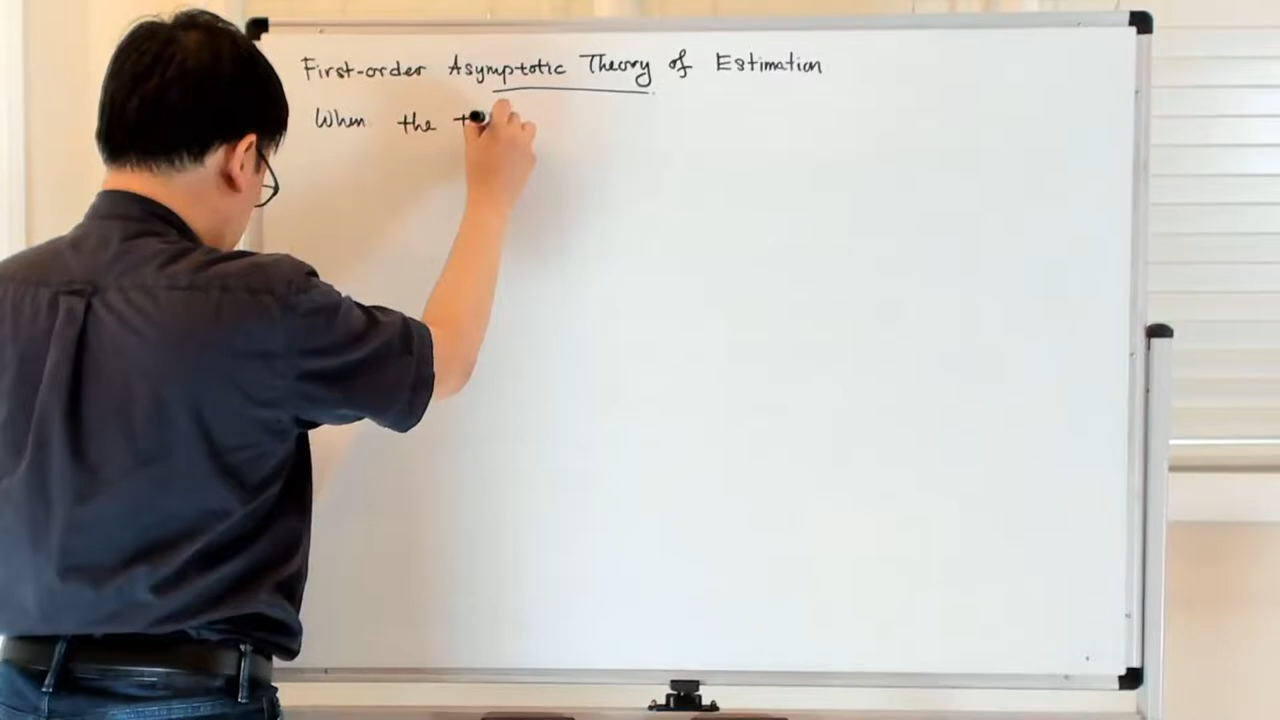 First-order Asymptotic Theory of Estimation
When the t